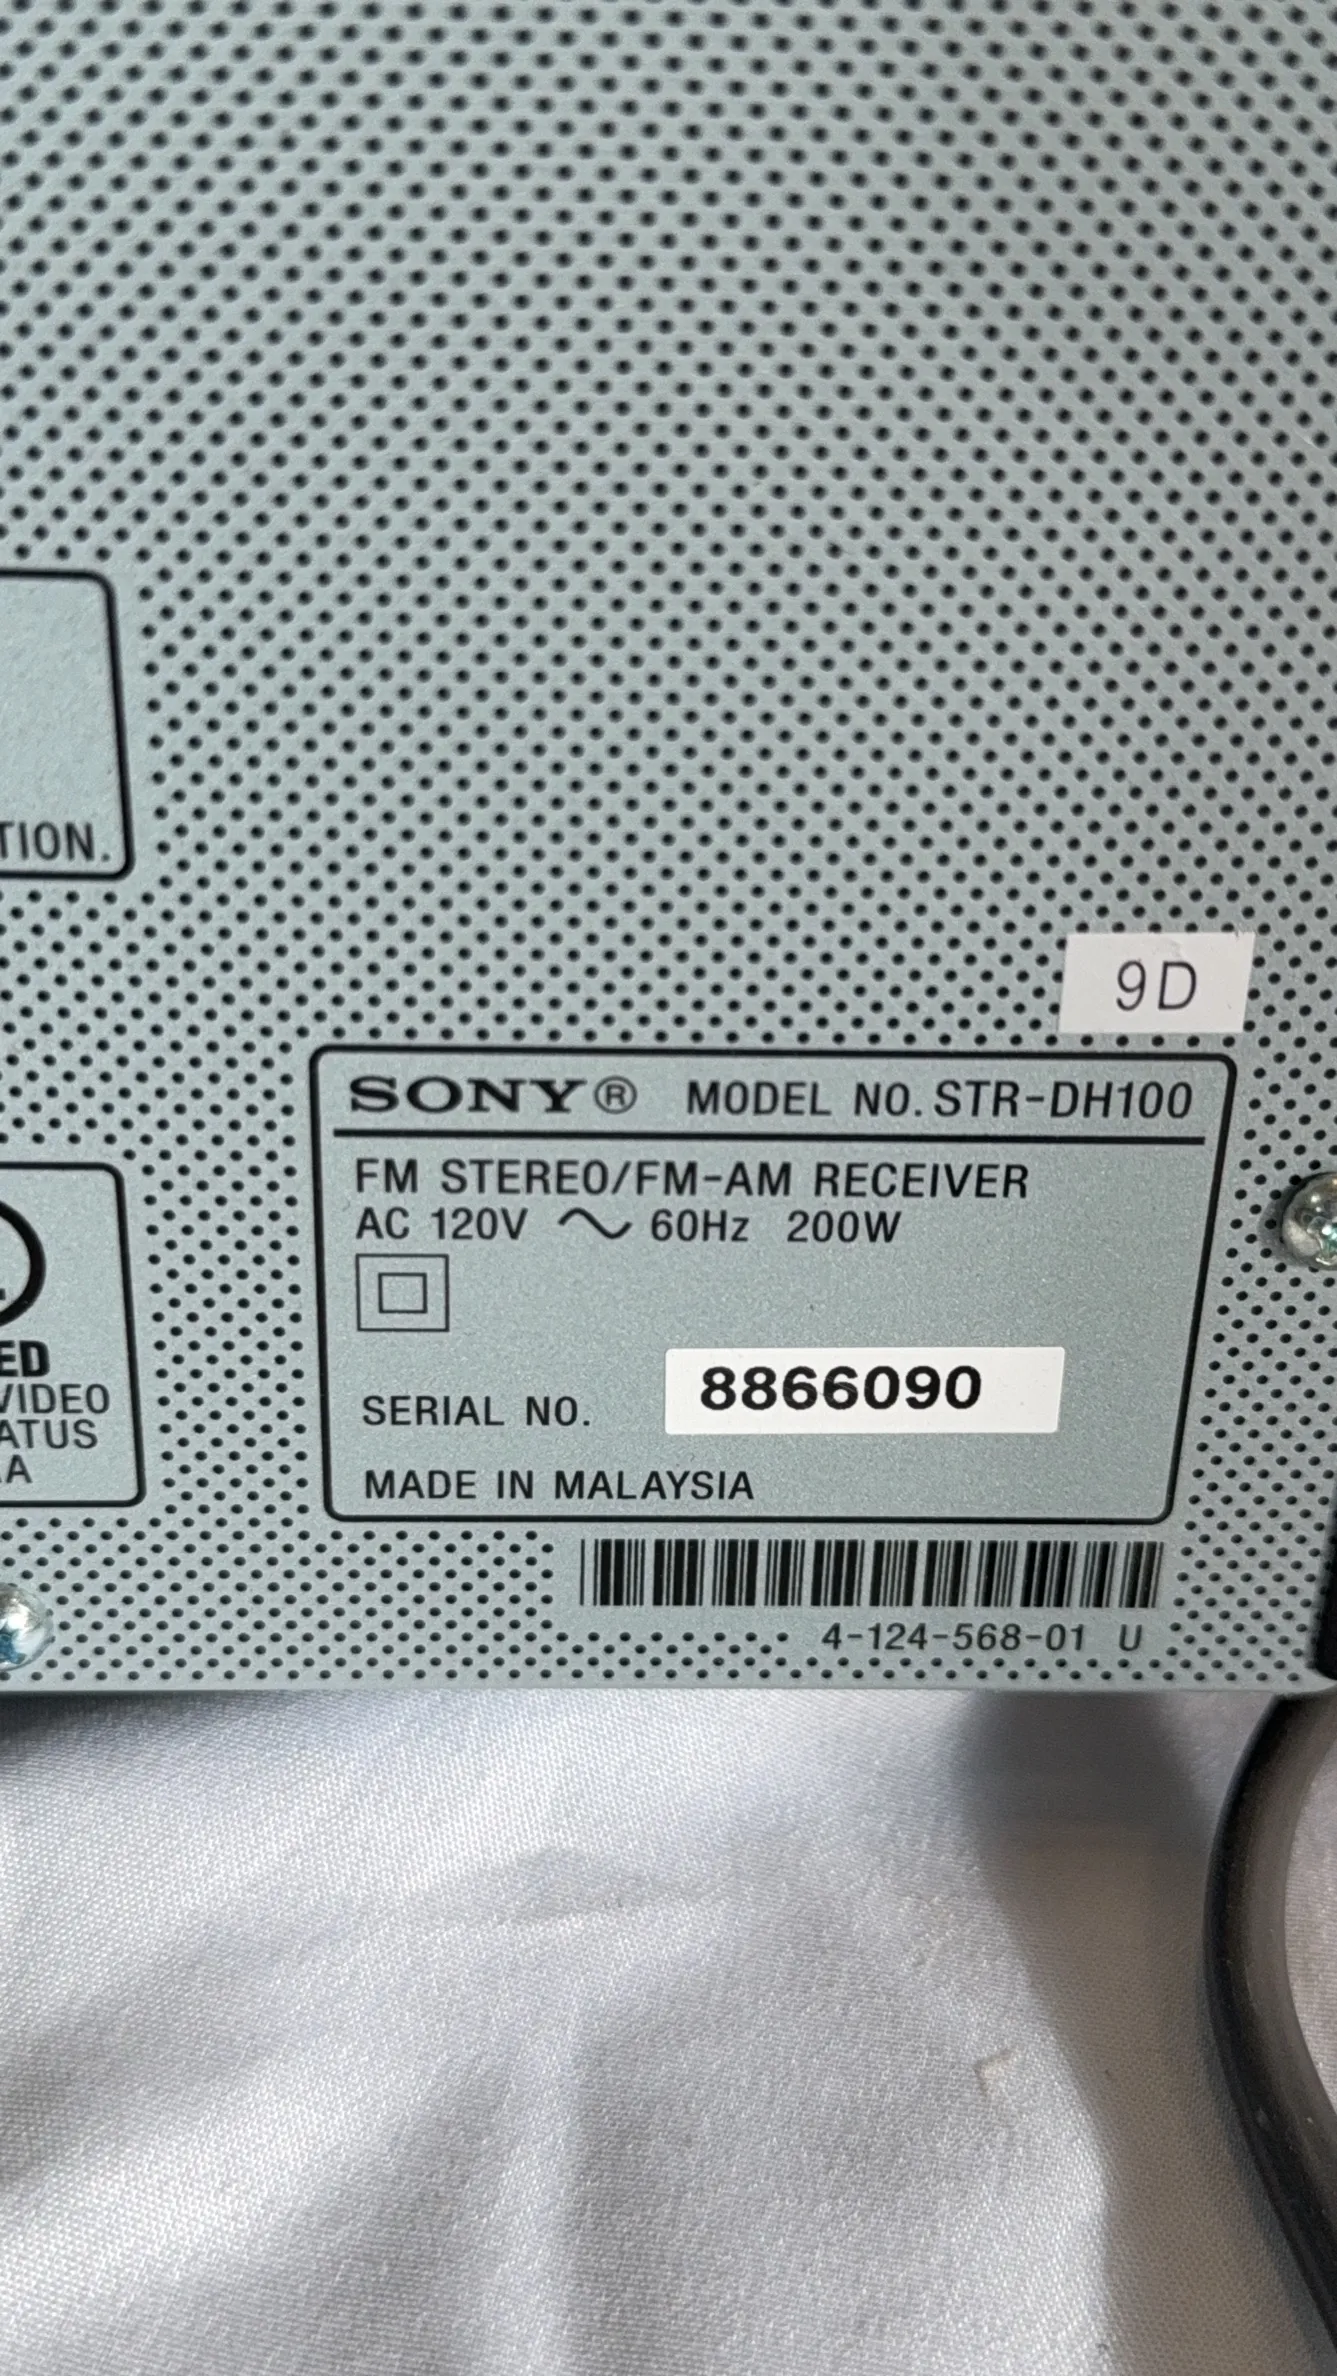 TION.
9D
SONY® MODEL NO. STR-DH100
FM STEREO/FM-AM RECEIVER
AC 120V ~ 60Hz 200W
SERIAL NO. 8866090
MADE IN MALAYSIA
ED
VIDEO
ATUS
A
4-124-568-01 U